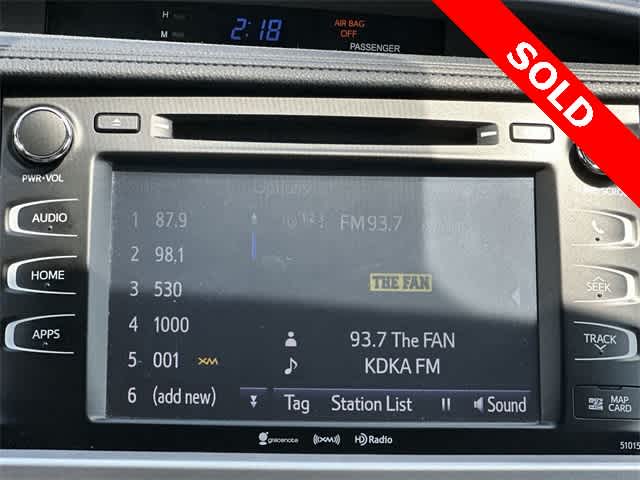 H
M
2:18
AIR BAG
OFF
PASSENGER
SOLD
PWR•VOL
AUDIO
HOME
APPS
SEEK
TRACK
MAP
CARD
1 87.9
2 98.1
3 530
4 1000
5 001 XM
6 (add new)
FM93.7
THE FAN
93.7 The FAN
KDKA FM
Tag
Station List
Sound
gracenote
((XM))
HD Radio
51015